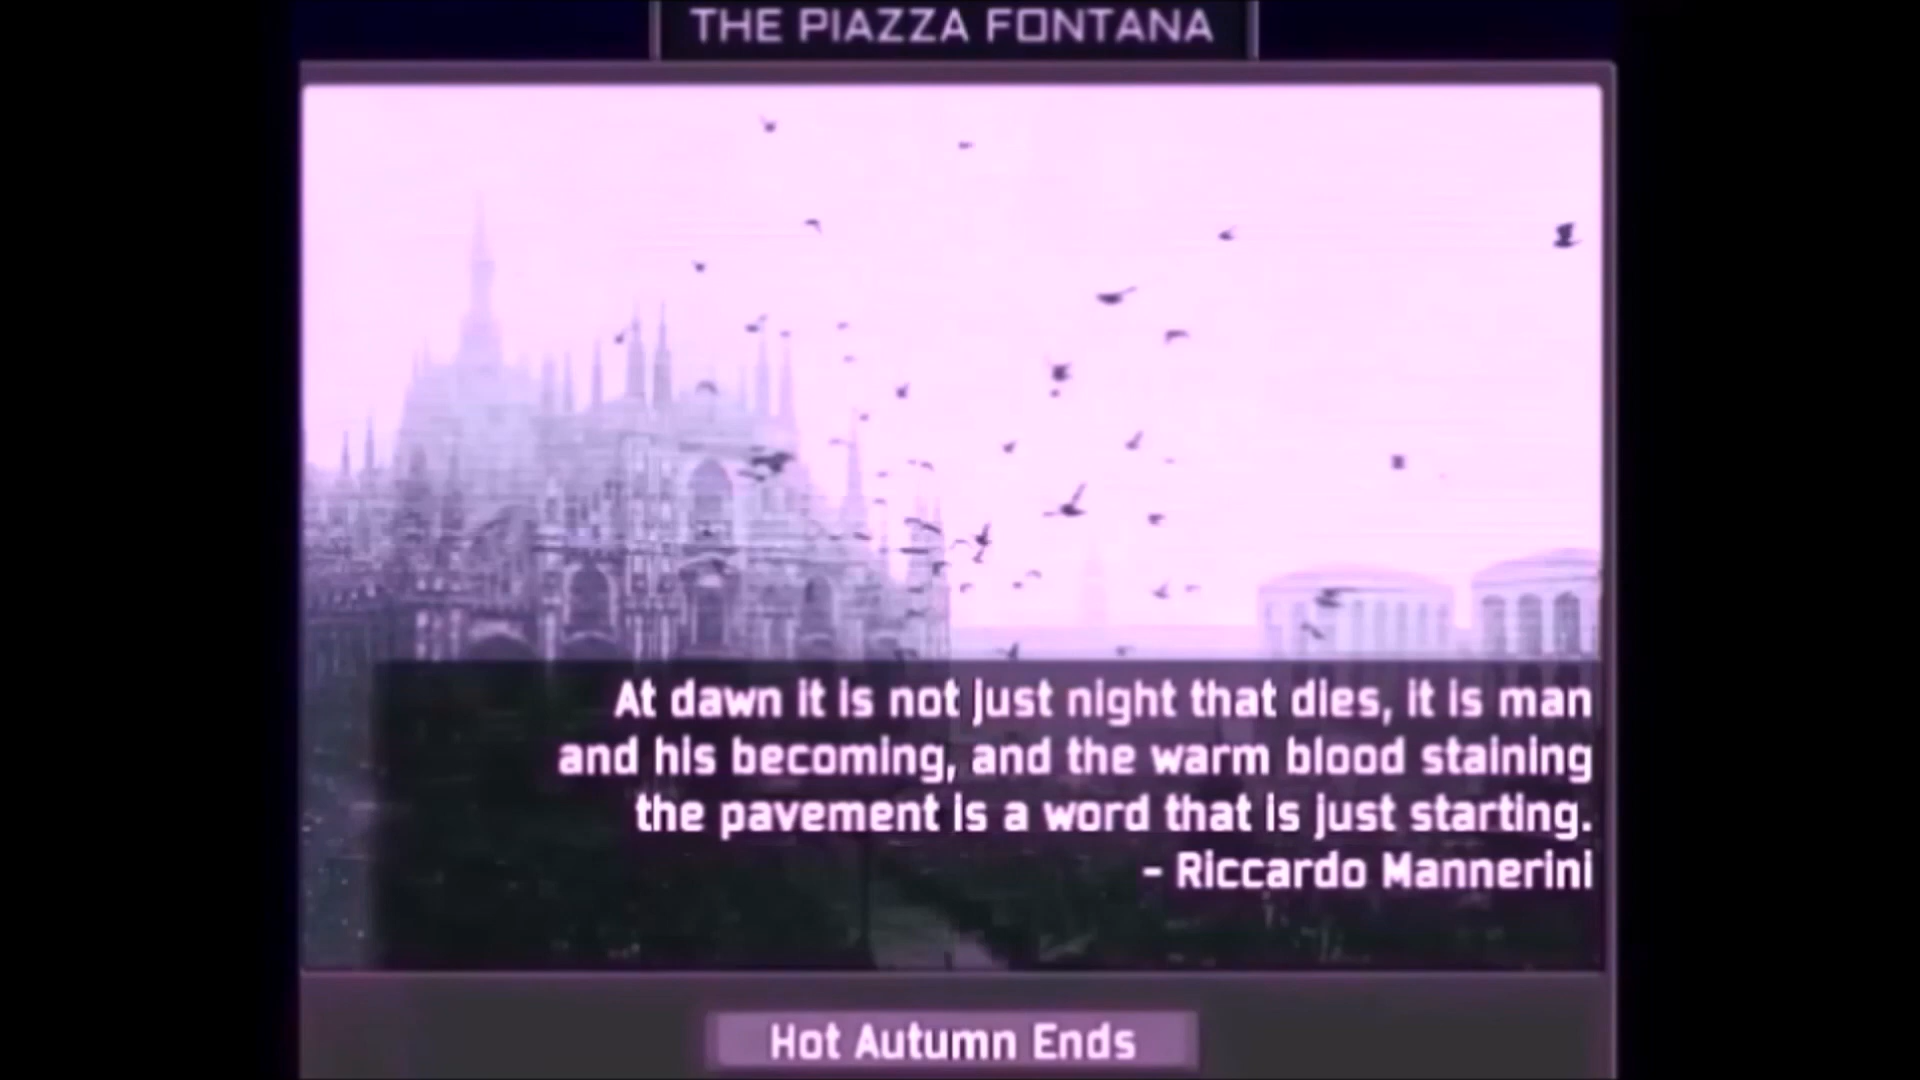 THE PIAZZA FONTANA
At dawn it is not just night that dies, it is man
and his becoming, and the warm blood staining
the pavement is a word that is just starting.
- Riccardo Mannerini
Hot Autumn Ends